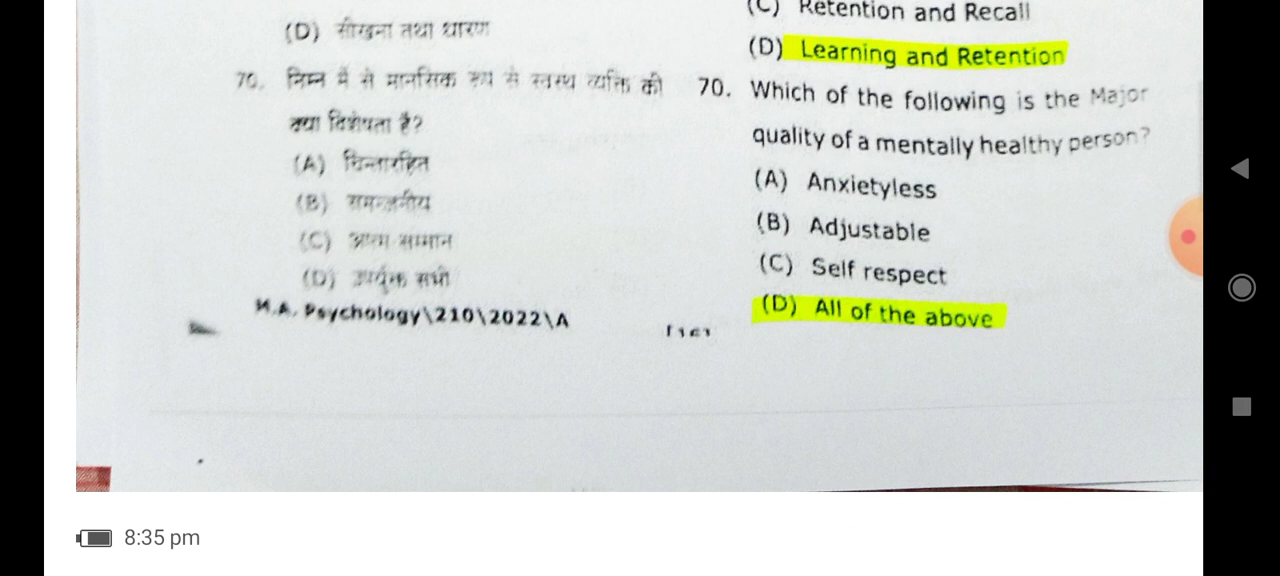 (D) सीखना तथा धारण
70. निम्न में से मानसिक रूप से स्वस्थ व्यक्ति की
क्या विशेषता है?
(A) चिन्तारहित
(B) समन्जनीय
(C) आत्म सम्मान
(D) उपर्युक्त सभी
M.A. Psychology\210\2022\A
(C) Retention and Recall
(D) Learning and Retention
70. Which of the following is the Major
quality of a mentally healthy person?
(A) Anxietyless
(B) Adjustable
(C) Self respect
(D) All of the above
8:35 pm